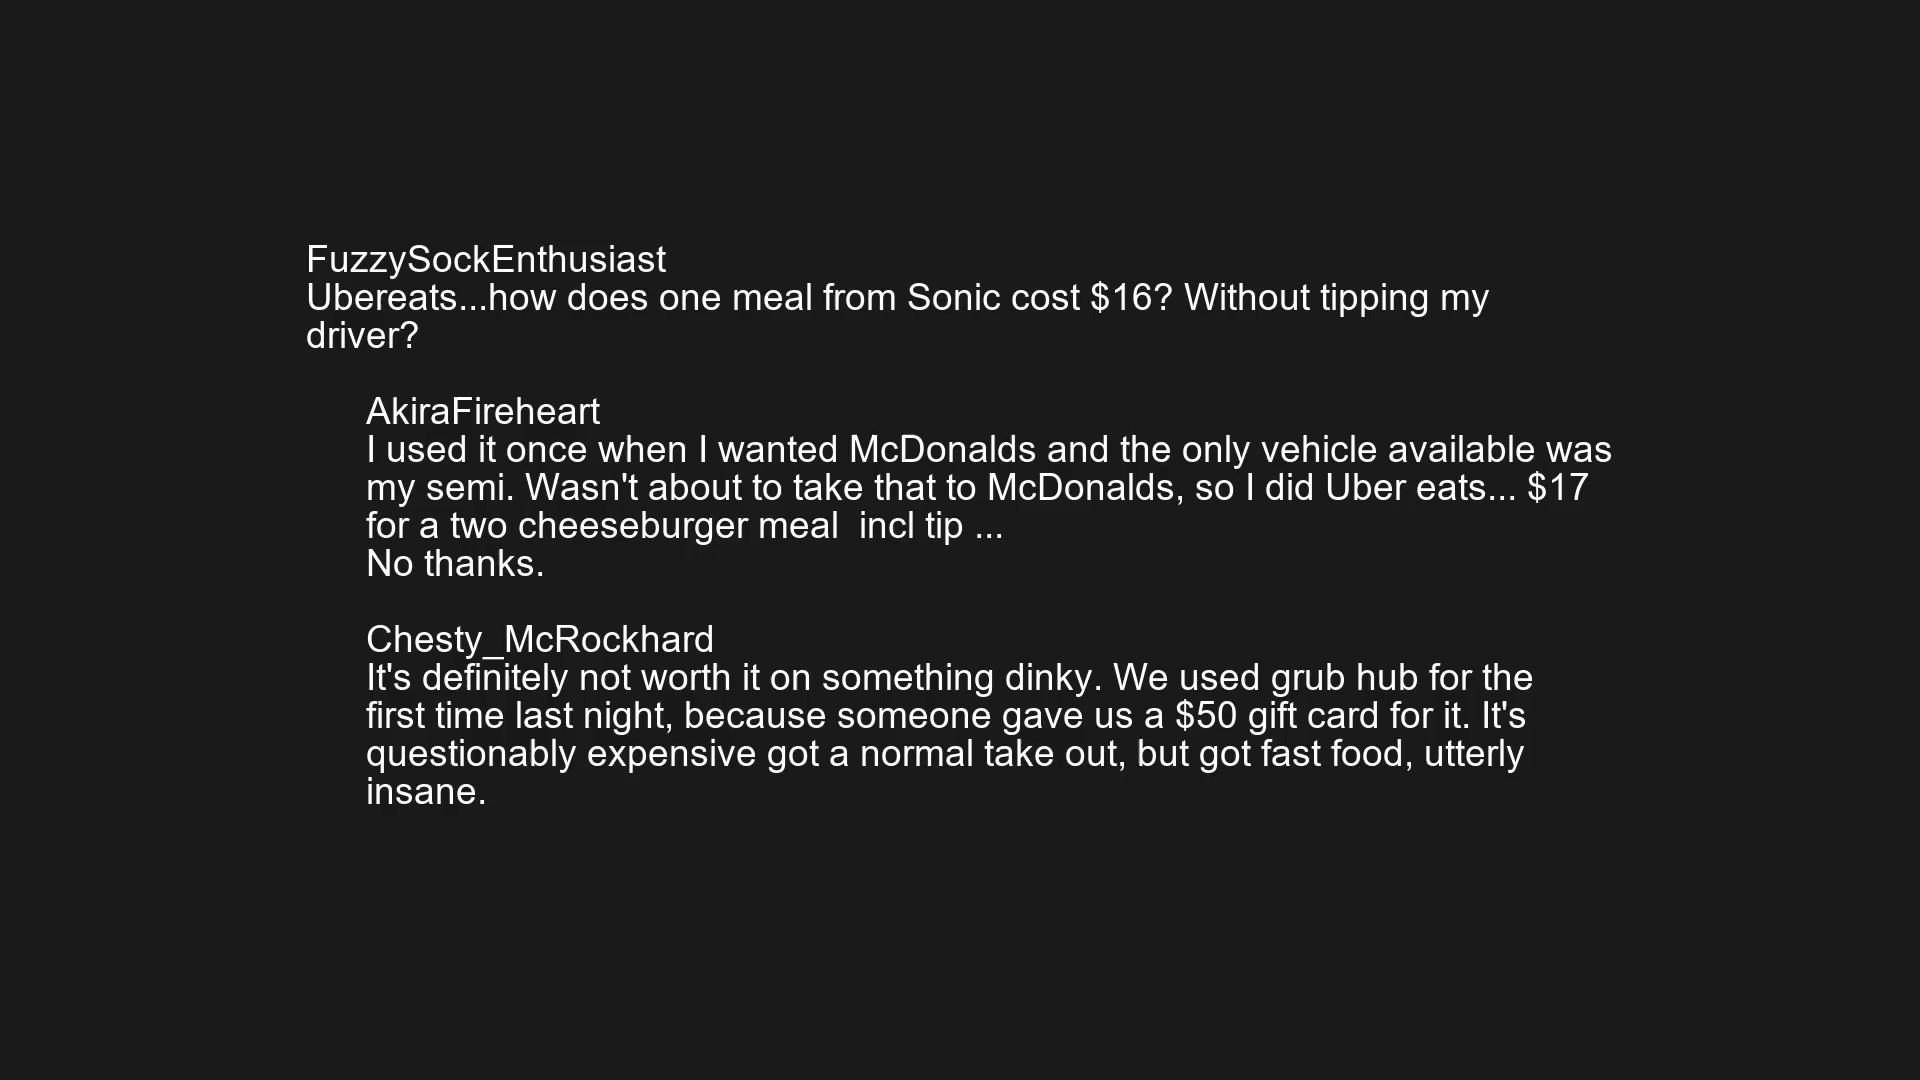 FuzzySockEnthusiast
Ubereats...how does one meal from Sonic cost $16? Without tipping my
driver?
AkiraFireheart
I used it once when I wanted McDonalds and the only vehicle available was
my semi. Wasn't about to take that to McDonalds, so I did Uber eats... $17
for a two cheeseburger meal  incl tip ...
No thanks.
Chesty_McRockhard
It's definitely not worth it on something dinky. We used grub hub for the
first time last night, because someone gave us a $50 gift card for it. It's
questionably expensive got a normal take out, but got fast food, utterly
insane.